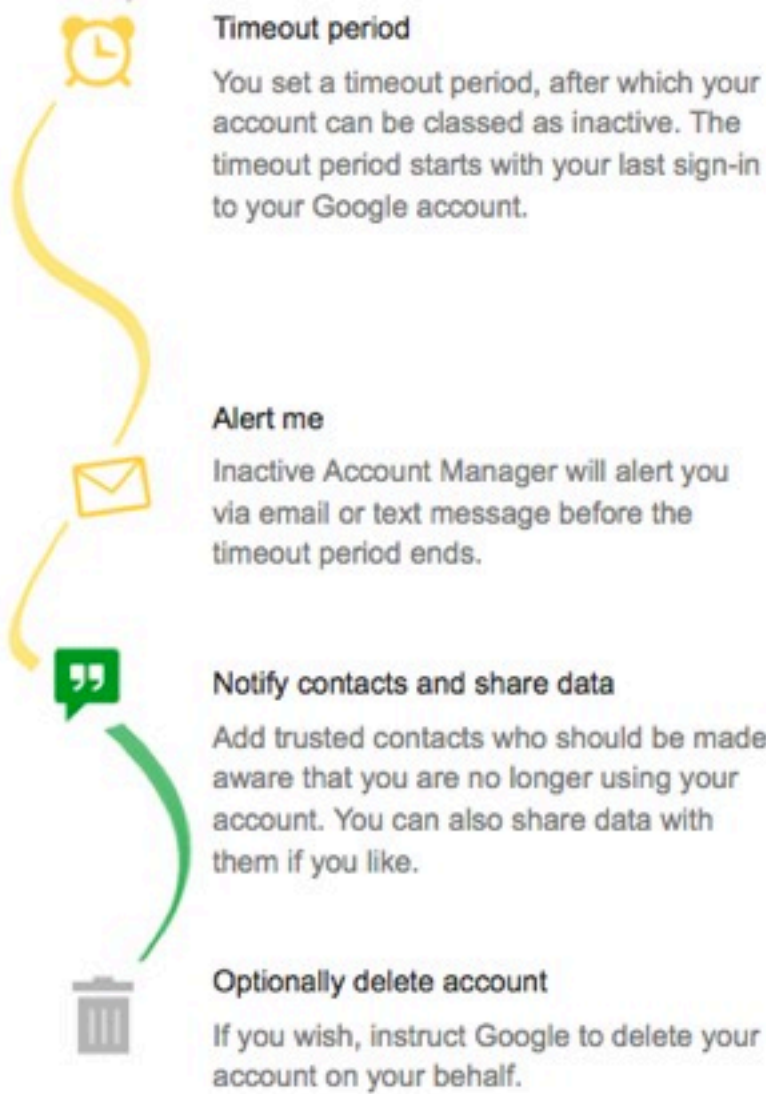 Timeout period
You set a timeout period, after which your
account can be classed as inactive. The
timeout period starts with your last sign-in
to your Google account.
Alert me
Inactive Account Manager will alert you
via email or text message before the
timeout period ends.
Notify contacts and share data
Add trusted contacts who should be made
aware that you are no longer using your
account. You can also share data with
them if you like.
Optionally delete account
If you wish, instruct Google to delete your
account on your behalf.